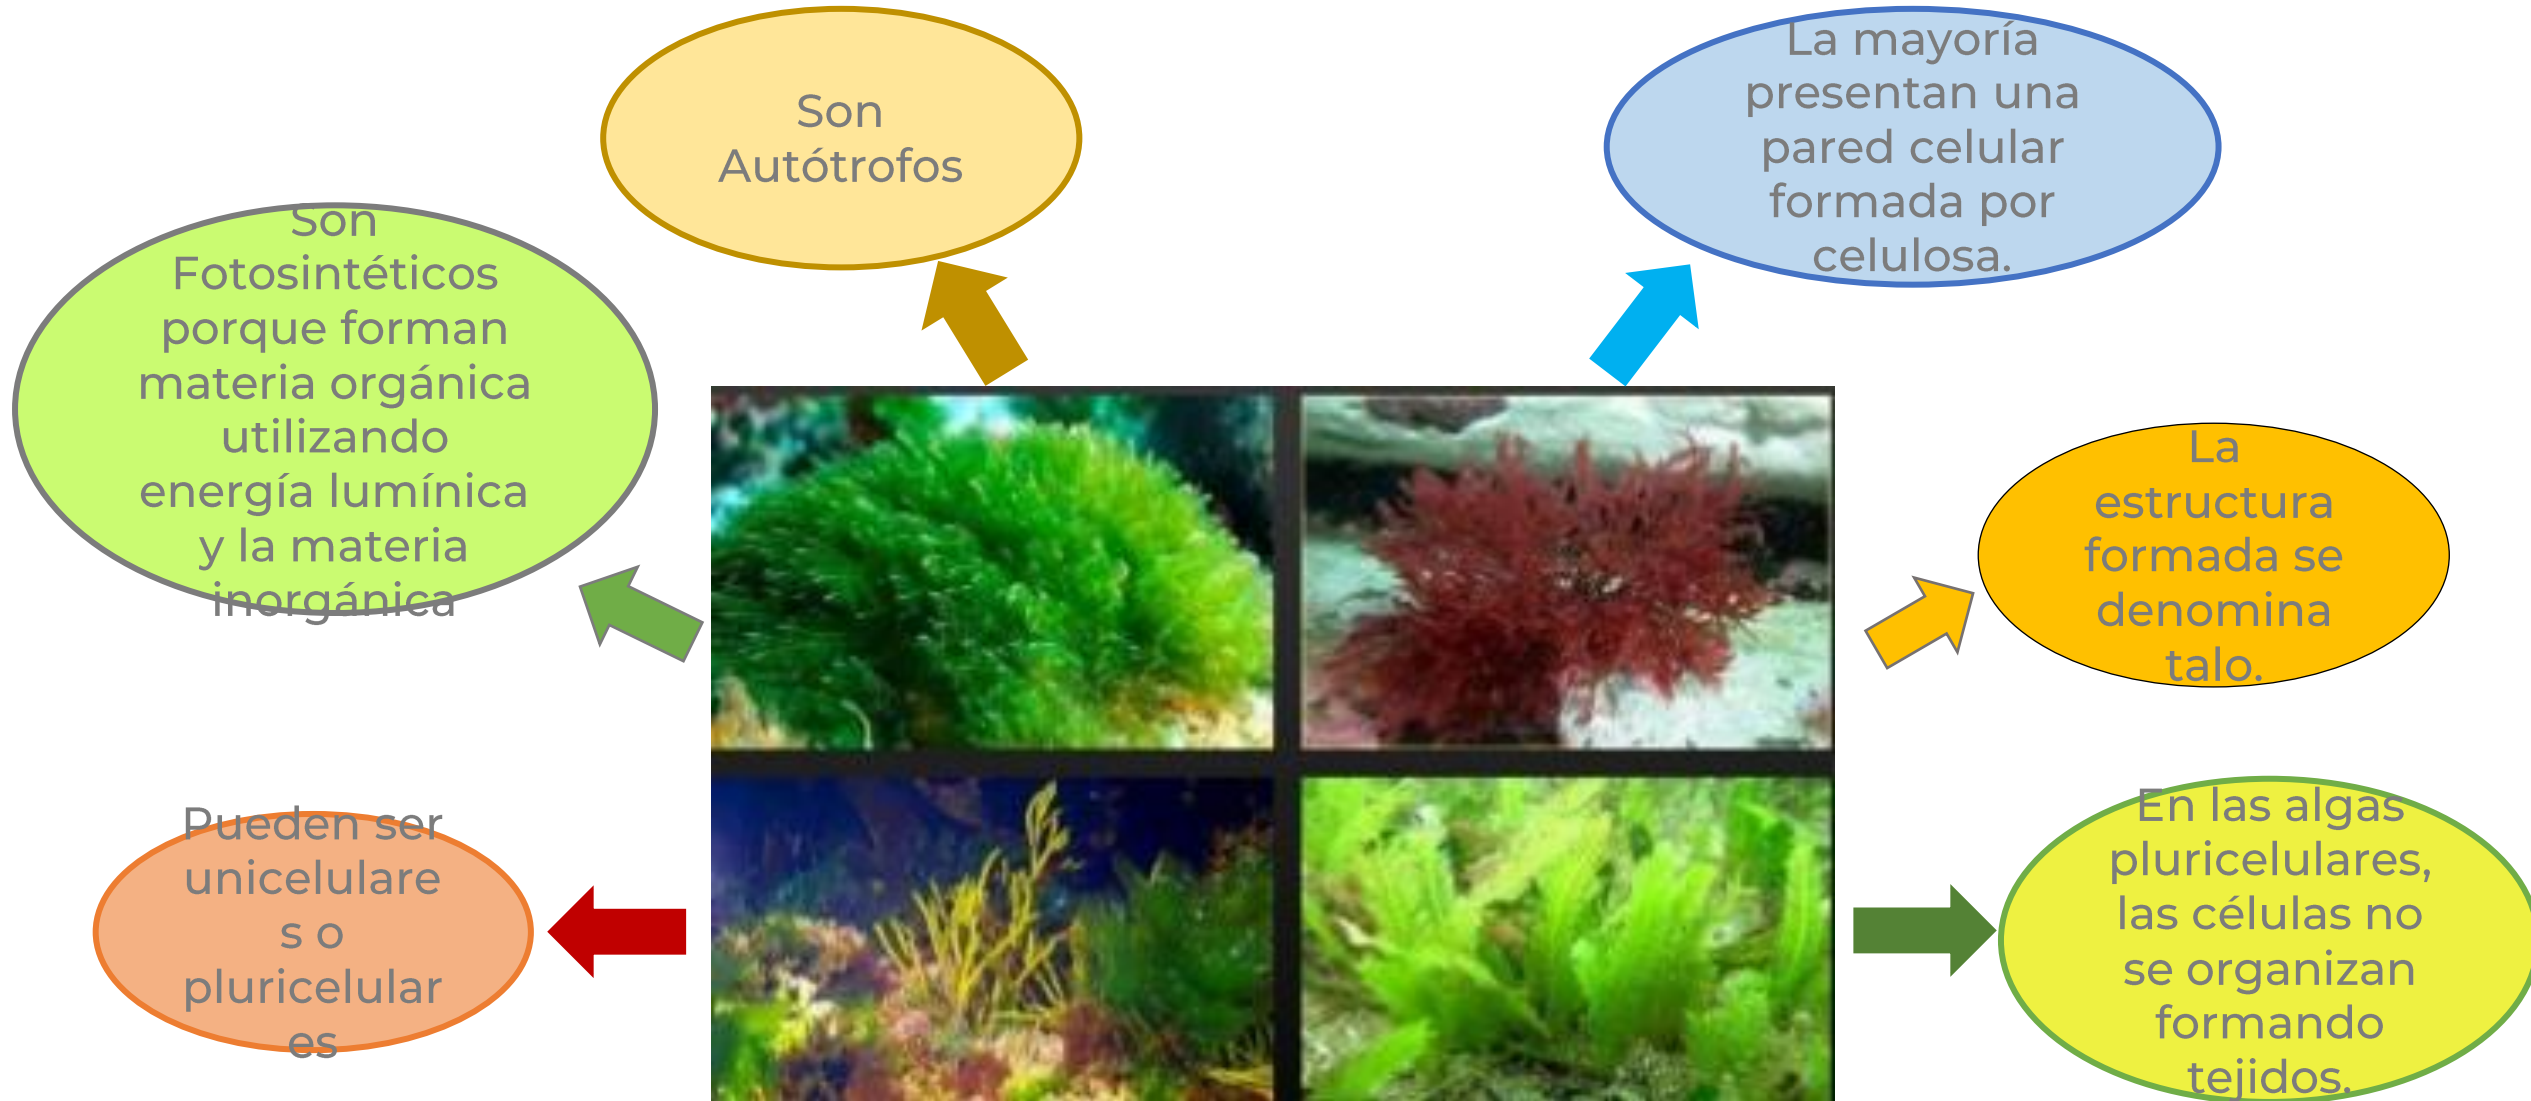 Son
Autótrofos
La mayoría
presentan una
pared celular
formada por
celulosa.
Son
Fotosintéticos
porque forman
materia orgánica
utilizando
energía lumínica
y la materia
inorgánica
La
estructura
formada se
denomina
talo.
Pueden ser
unicelulare
s o
pluricelular
es
En las algas
pluricelulares,
las células no
se organizan
formando
tejidos.